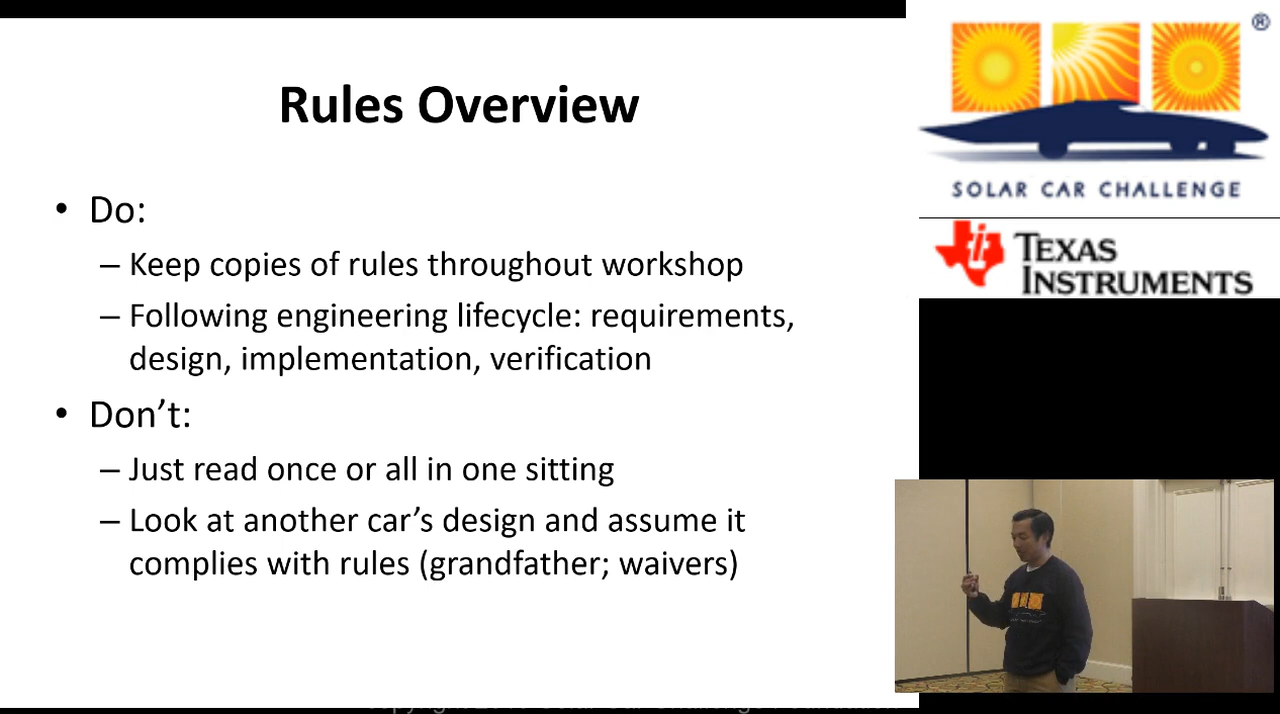 Rules Overview
• Do:
– Keep copies of rules throughout workshop
– Following engineering lifecycle: requirements,
design, implementation, verification
• Don’t:
– Just read once or all in one sitting
– Look at another car’s design and assume it
complies with rules (grandfather; waivers)
®
SOLAR CAR CHALLENGE
TEXAS
INSTRUMENTS